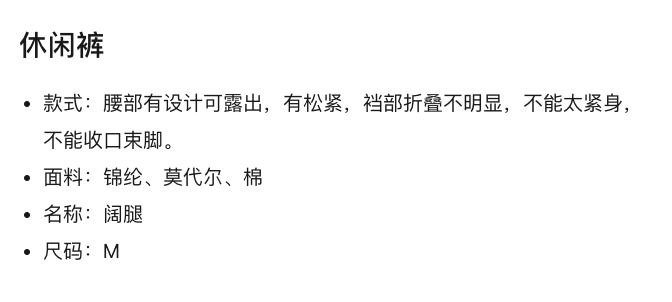 休闲裤
• 款式：腰部有设计可露出，有松紧，裆部折叠不明显，不能太紧身，
不能收口束脚。
• 面料：锦纶、莫代尔、棉
• 名称：阔腿
• 尺码：M